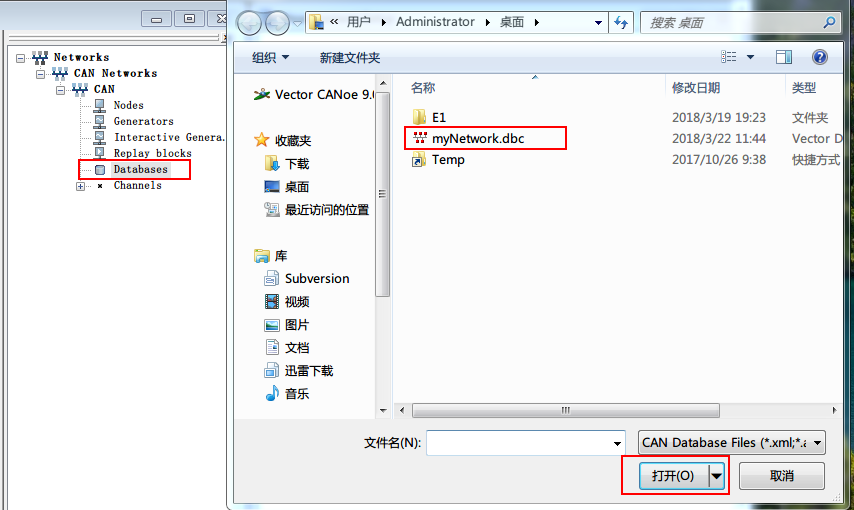 Networks
CAN Networks
CAN
Nodes
Generators
Interactive Genera.
Replay blocks
Databases
Channels
« 用户 Administrator 桌面
搜索 桌面
组织
新建文件夹
Vector CANoe 9.0
收藏夹
下载
桌面
最近访问的位置
库
Subversion
视频
图片
文档
迅雷下载
音乐
名称 修改日期 类型
E1 2018/3/19 19:23 文件夹
myNetwork.dbc 2018/3/22 11:44 Vector D
Temp 2017/10/26 9:38 快捷方式
文件名(N):
CAN Database Files (*.xml;*.a
打开(O)
取消